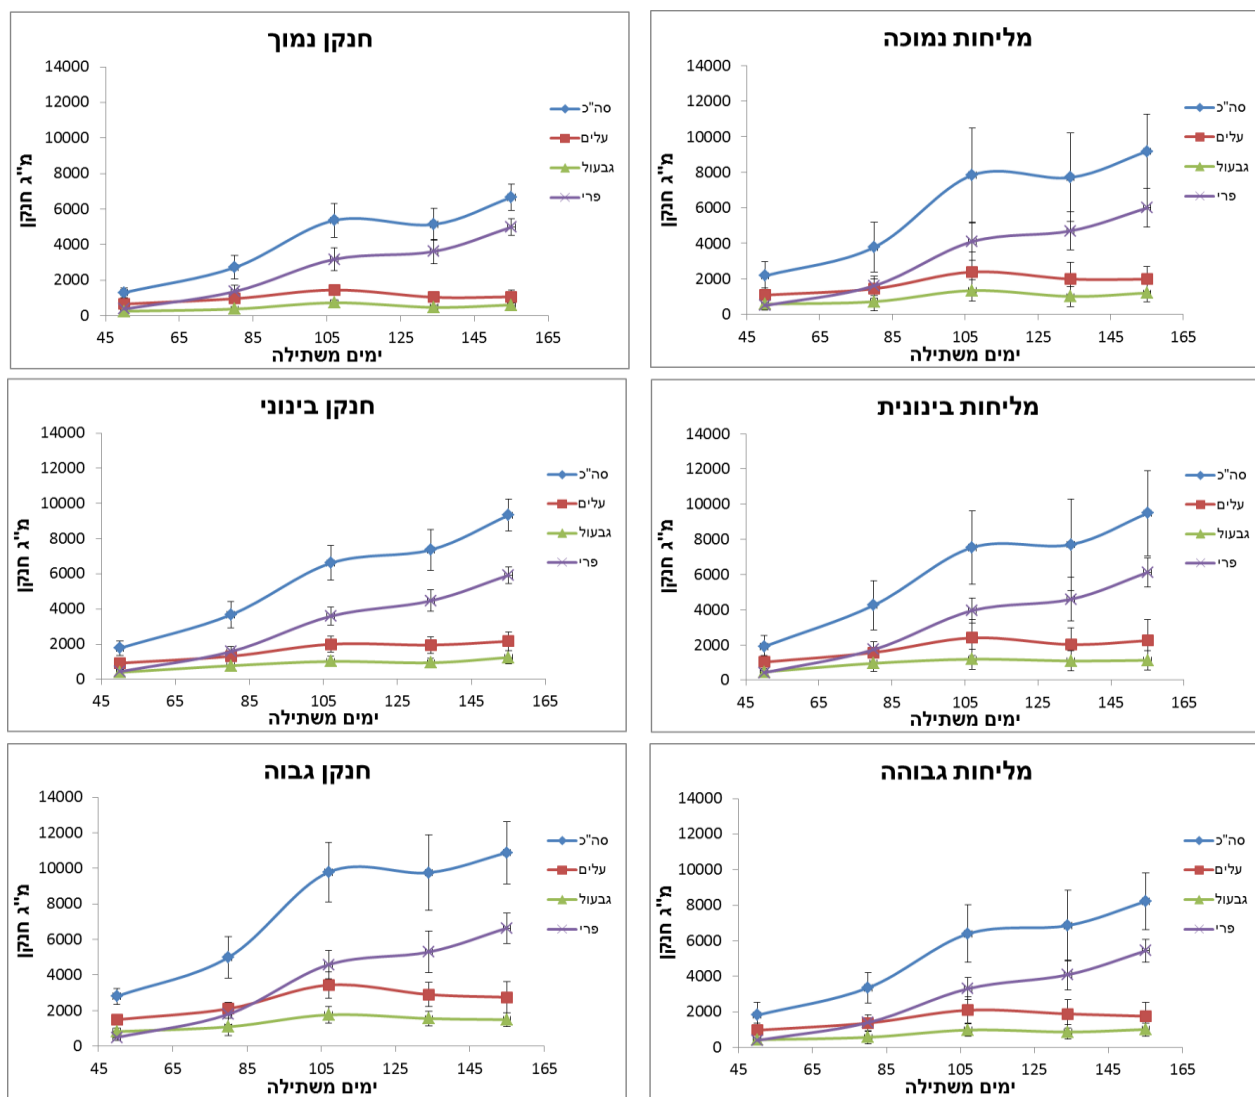 חנקן נמוך
14000
12000
10000
8000
6000
4000
2000
0
מ"ג חנקן
45 65 85 105 125 145 165
ימים משתילה
סה"כ
עלים
גבעול
פרי
מליחות נמוכה
14000
12000
10000
8000
6000
4000
2000
0
מ"ג חנקן
45 65 85 105 125 145 165
ימים משתילה
סה"כ
עלים
גבעול
פרי
חנקן בינוני
14000
12000
10000
8000
6000
4000
2000
0
מ"ג חנקן
45 65 85 105 125 145 165
ימים משתילה
סה"כ
עלים
גבעול
פרי
מליחות בינונית
14000
12000
10000
8000
6000
4000
2000
0
מ"ג חנקן
45 65 85 105 125 145 165
ימים משתילה
סה"כ
עלים
גבעול
פרי
חנקן גבוה
14000
12000
10000
8000
6000
4000
2000
0
מ"ג חנקן
45 65 85 105 125 145 165
ימים משתילה
סה"כ
עלים
גבעול
פרי
מליחות גבוהה
14000
12000
10000
8000
6000
4000
2000
0
מ"ג חנקן
45 65 85 105 125 145 165
ימים משתילה
סה"כ
עלים
גבעול
פרי